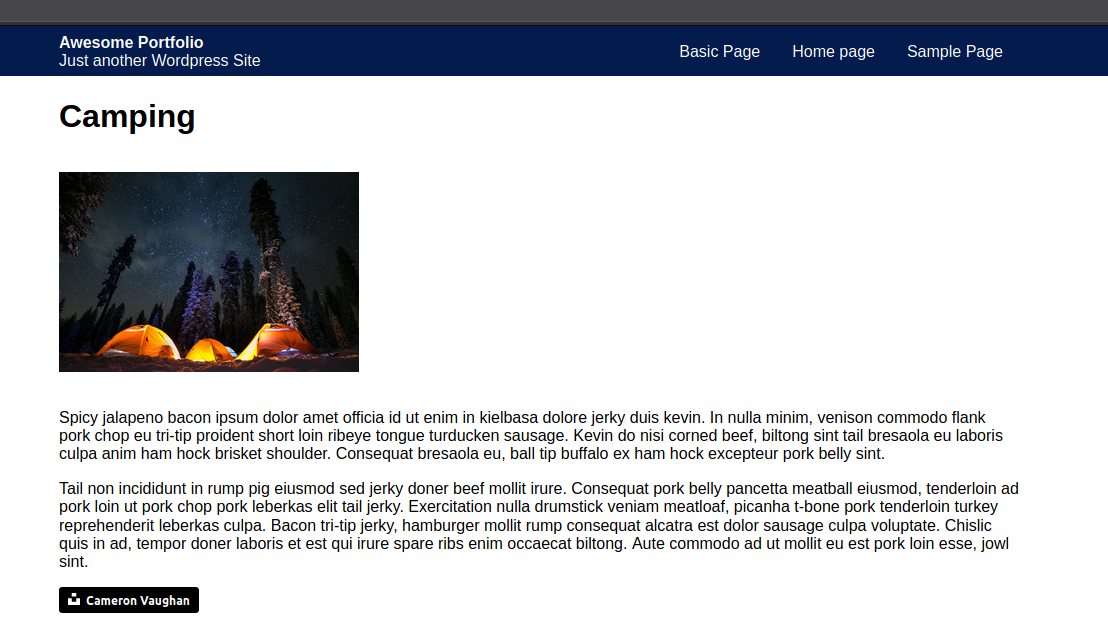 Awesome Portfolio
Just another Wordpress Site
Basic Page Home page Sample Page
Camping
Spicy jalapeno bacon ipsum dolor amet officia id ut enim in kielbasa dolore jerky duis kevin. In nulla minim, venison commodo flank
pork chop eu tri-tip proident short loin ribeye tongue turducken sausage. Kevin do nisi corned beef, biltong sint tail bresaola eu laboris
culpa anim ham hock brisket shoulder. Consequat bresaola eu, ball tip buffalo ex ham hock excepteur pork belly sint.
Tail non incididunt in rump pig eiusmod sed jerky doner beef mollit irure. Consequat pork belly pancetta meatball eiusmod, tenderloin ad
pork loin ut pork chop pork leberkas elit tail jerky. Exercitation nulla drumstick veniam meatloaf, picanha t-bone pork tenderloin turkey
reprehenderit leberkas culpa. Bacon tri-tip jerky, hamburger mollit rump consequat alcatra est dolor sausage culpa voluptate. Chislic
quis in ad, tempor doner laboris et est qui irure spare ribs enim occaecat biltong. Aute commodo ad ut mollit eu est pork loin esse, jowl
sint.
Cameron Vaughan